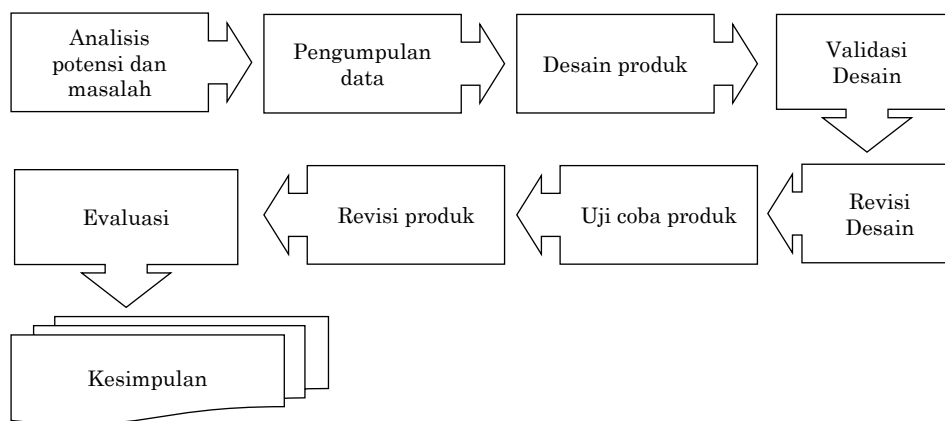 Analisis
potensi dan
masalah
Pengumpulan
data
Desain produk
Validasi
Desain
Revisi
Desain
Uji coba produk
Revisi produk
Evaluasi
Kesimpulan